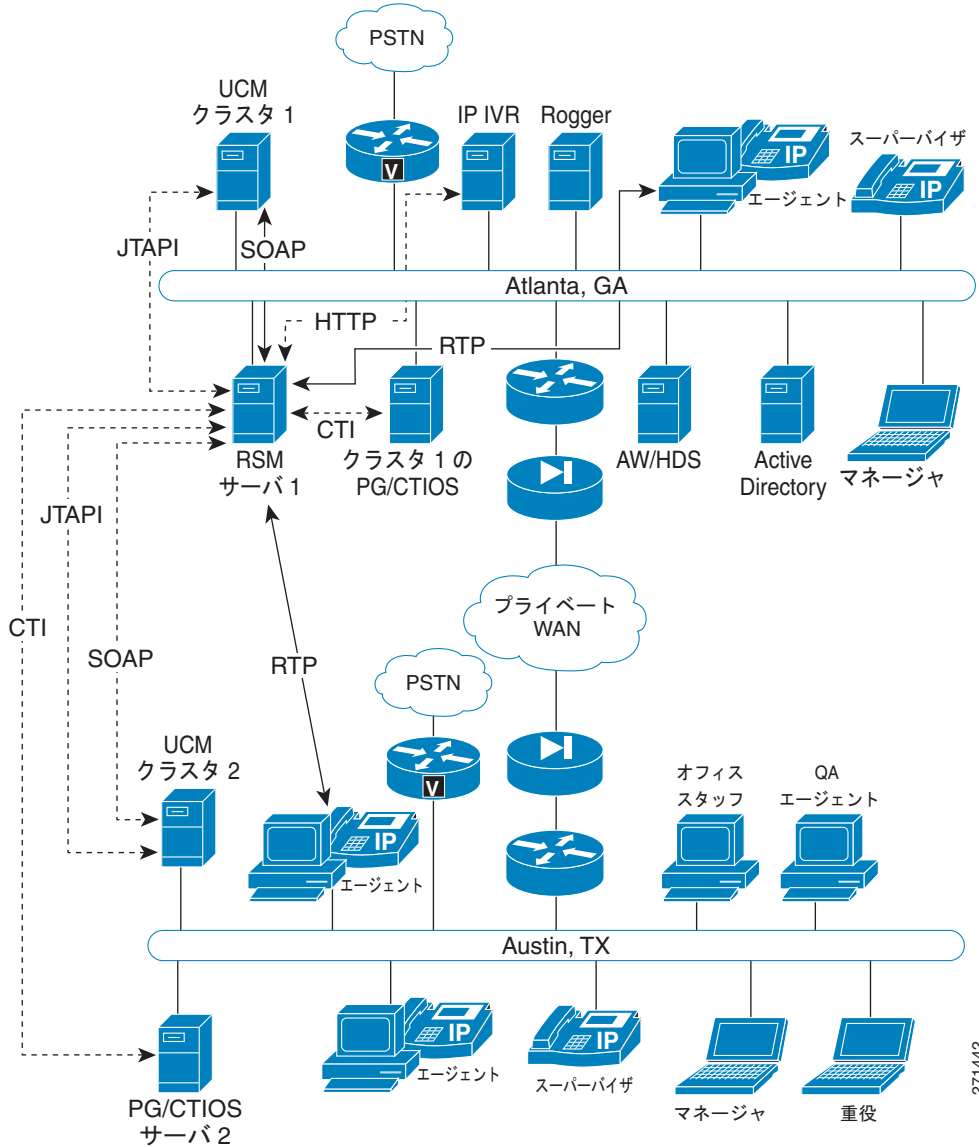 PSTN
UCM
クラスタ 1
IP IVR
Rogger
V
IP
エージェント
スーパーバイザ
IP
JTAPI
SOAP
Atlanta, GA
HTTP
RTP
CTI
RSM
サーバ 1
クラスタ 1 の
PG/CTIOS
AW/HDS
Active
Directory
マネージャ
JTAPI
CTI
SOAP
RTP
プライベート
WAN
PSTN
UCM
クラスタ 2
V
オフィス
スタッフ
QA
エージェント
IP
エージェント
Austin, TX
IP
エージェント
IP
スーパーバイザ
マネージャ
重役
PG/CTIOS
サーバ 2
271442